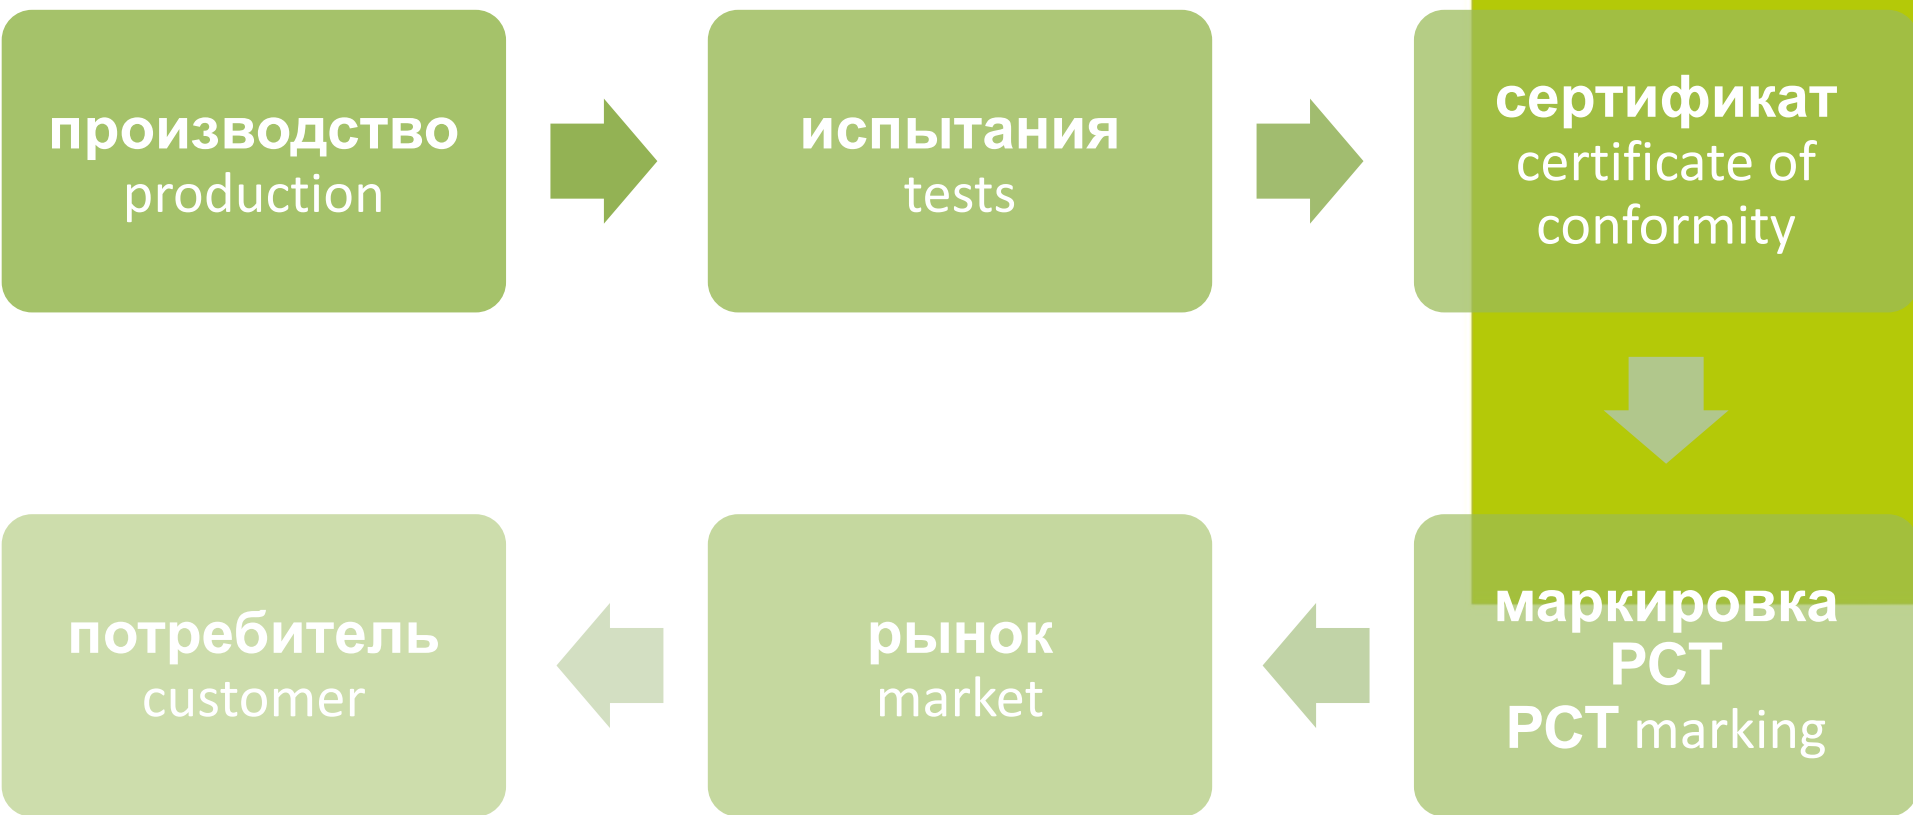 производство
production
испытания
tests
сертификат
certificate of
conformity
маркировка
РСТ
РСТ marking
рынок
market
потребитель
customer